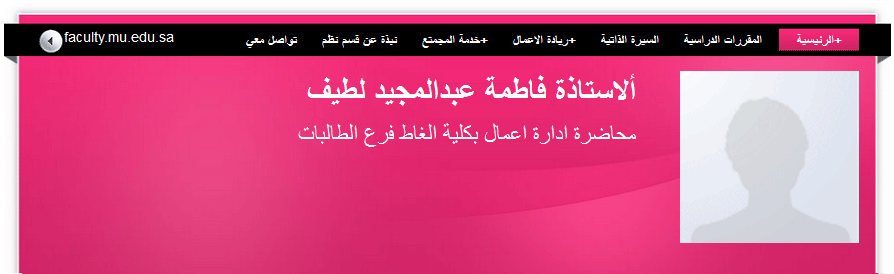 +الرئيسية المقررات الدراسية السيرة الذاتية +ريادة الاعمال +خدمة المجمتع نبذة عن قسم نظم تواصل معي faculty.mu.edu.sa
ألاستاذة فاطمة عبدالمجيد لطيف
محاضرة ادارة اعمال بكلية الغاط فرع الطالبات